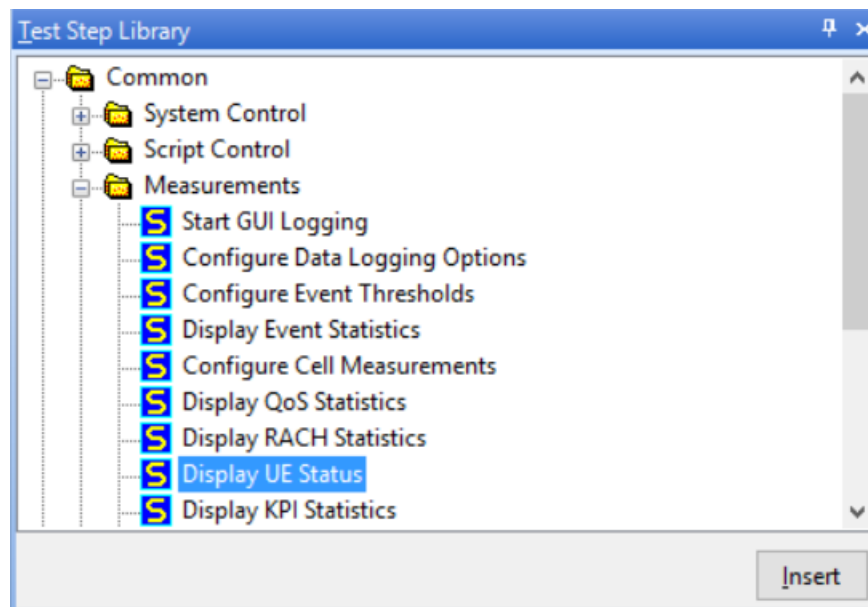 Test Step Library
Common
System Control
Script Control
Measurements
Start GUI Logging
Configure Data Logging Options
Configure Event Thresholds
Display Event Statistics
Configure Cell Measurements
Display QoS Statistics
Display RACH Statistics
Display UE Status
Display KPI Statistics
Insert